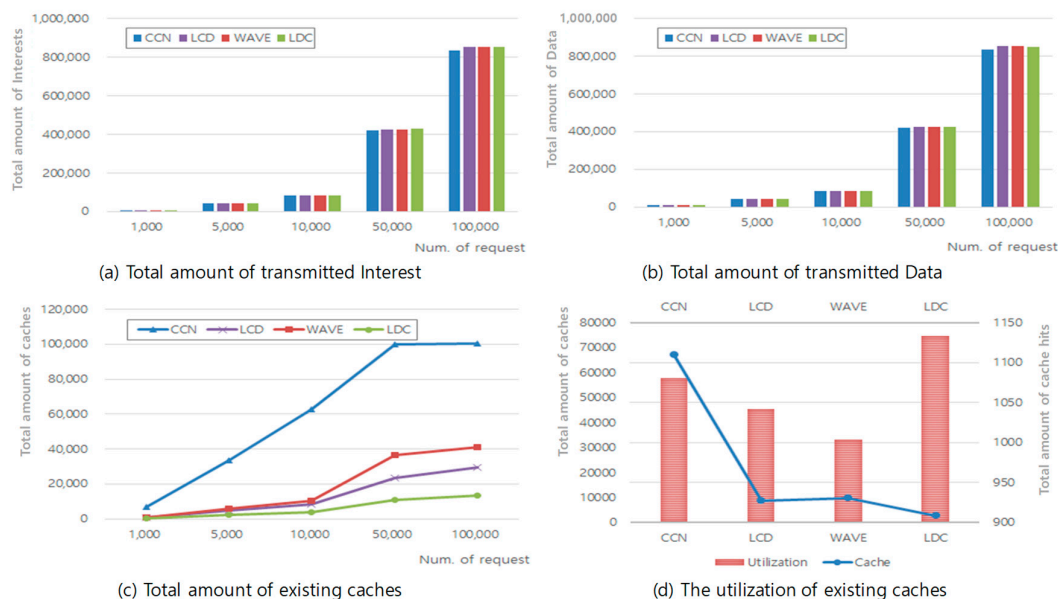 1,000,000
800,000
600,000
400,000
200,000
0
Total amount of Interests
CCN LCD WAVE LDC
1,000 5,000 10,000 50,000 100,000
Num. of request
(a) Total amount of transmitted Interest
1,000,000
800,000
600,000
400,000
200,000
0
Total amount of Data
CCN LCD WAVE LDC
1,000 5,000 10,000 50,000 100,000
Num. of request
(b) Total amount of transmitted Data
120,000
100,000
80,000
60,000
40,000
20,000
0
Total amount of caches
CCN LCD WAVE LDC
1,000 5,000 10,000 50,000 100,000
Num. of request
(c) Total amount of existing caches
CCN LCD WAVE LDC
80000
70000
60000
50000
40000
30000
20000
10000
0
Total amount of caches
1150
1100
1050
1000
950
900
Total amount of cache hits
CCN LCD WAVE LDC
Utilization Cache
(d) The utilization of existing caches